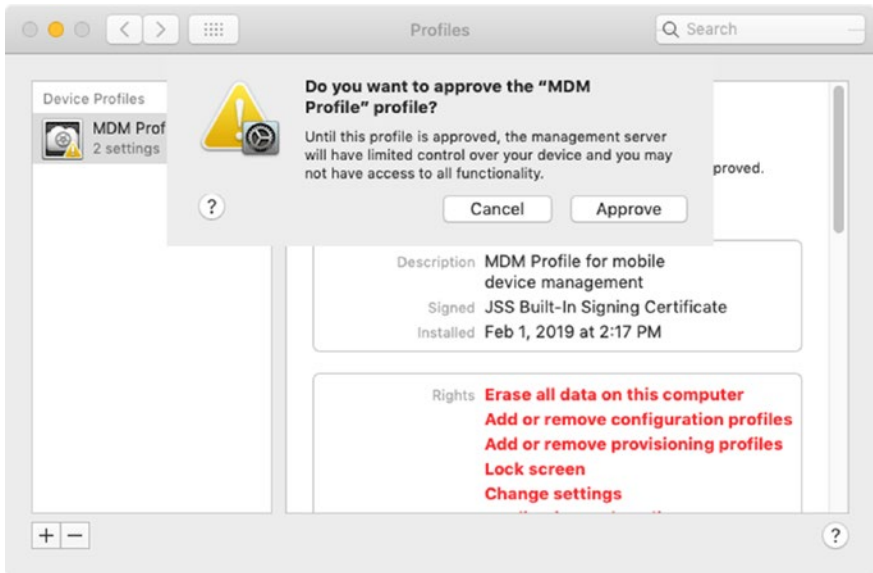 Profiles
Search
Device Profiles
MDM Prof
2 settings
Do you want to approve the “MDM
Profile” profile?
Until this profile is approved, the management server
will have limited control over your device and you may
not have access to all functionality.
proved.
?
Cancel
Approve
Description MDM Profile for mobile
device management
Signed JSS Built-In Signing Certificate
Installed Feb 1, 2019 at 2:17 PM
Rights Erase all data on this computer
Add or remove configuration profiles
Add or remove provisioning profiles
Lock screen
Change settings
+ −
?